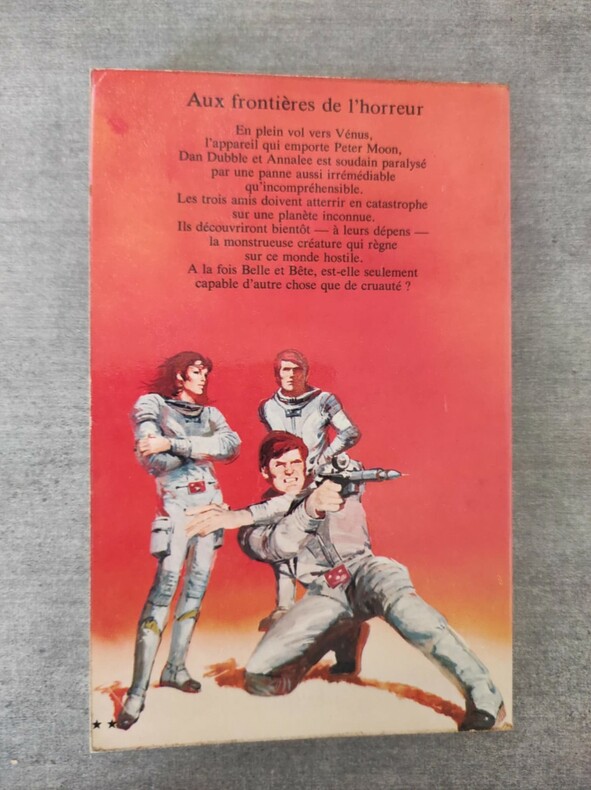 Aux frontières de l'horreur
En plein vol vers Vénus,
l'appareil qui emporte Peter Moon,
Dan Dubble et Annalee est soudain paralysé
par une panne aussi irrémédiable
qu'incompréhensible.
Les trois amis doivent atterrir en catastrophe
sur une planète inconnue.
Ils découvriront bientôt — à leurs dépens —
la monstrueuse créature qui règne
sur ce monde hostile.
A la fois Belle et Bête, est-elle seulement
capable d'autre chose que de cruauté ?